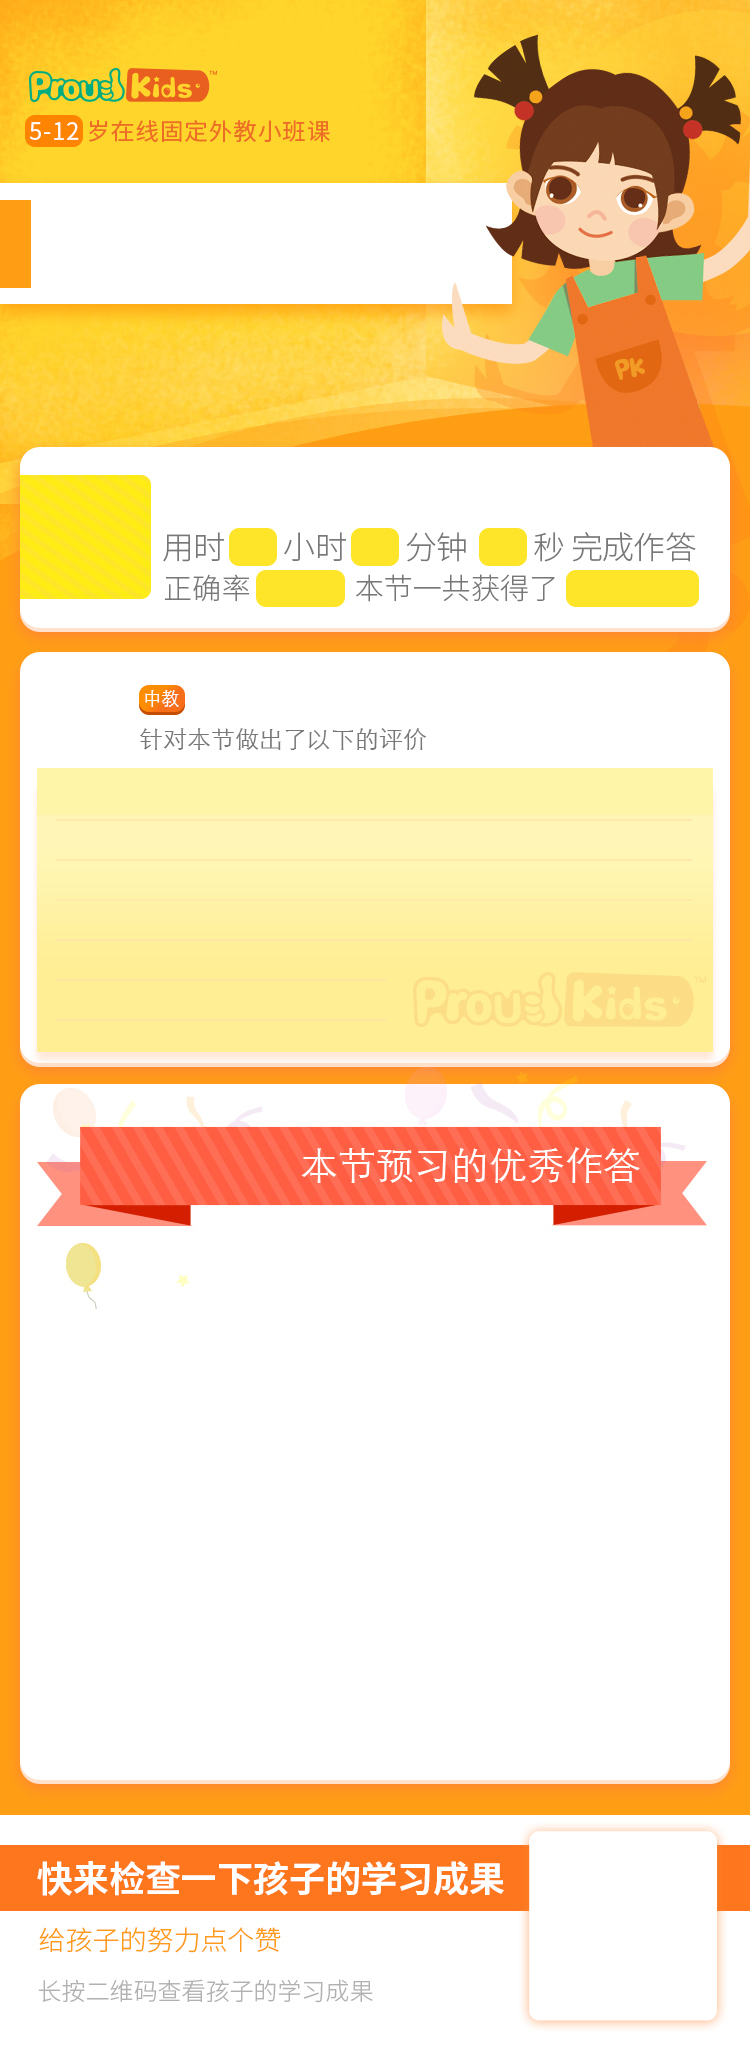 Proud Kids™
5-12 岁在线固定外教小班课
PK
用时 小时 分钟 秒 完成作答
正确率 本节一共获得了
中教
针对本节做出了以下的评价
Proud Kids™
本节预习的优秀作答
快来检查一下孩子的学习成果
给孩子的努力点个赞
长按二维码查看孩子的学习成果